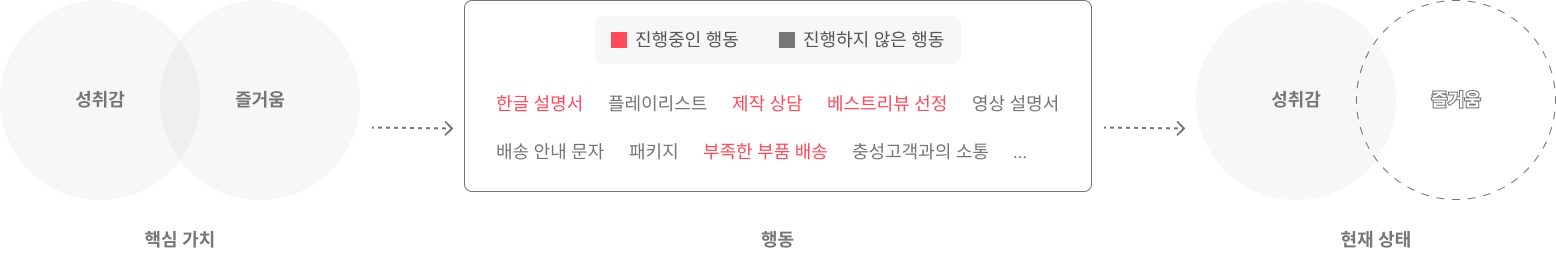 성취감
즐거움
핵심 가치
진행중인 행동
진행하지 않은 행동
한글 설명서 플레이리스트 제작 상담 베스트리뷰 선정 영상 설명서
배송 안내 문자 패키지 부족한 부품 배송 충성고객과의 소통 ...
행동
성취감
즐거움
현재 상태